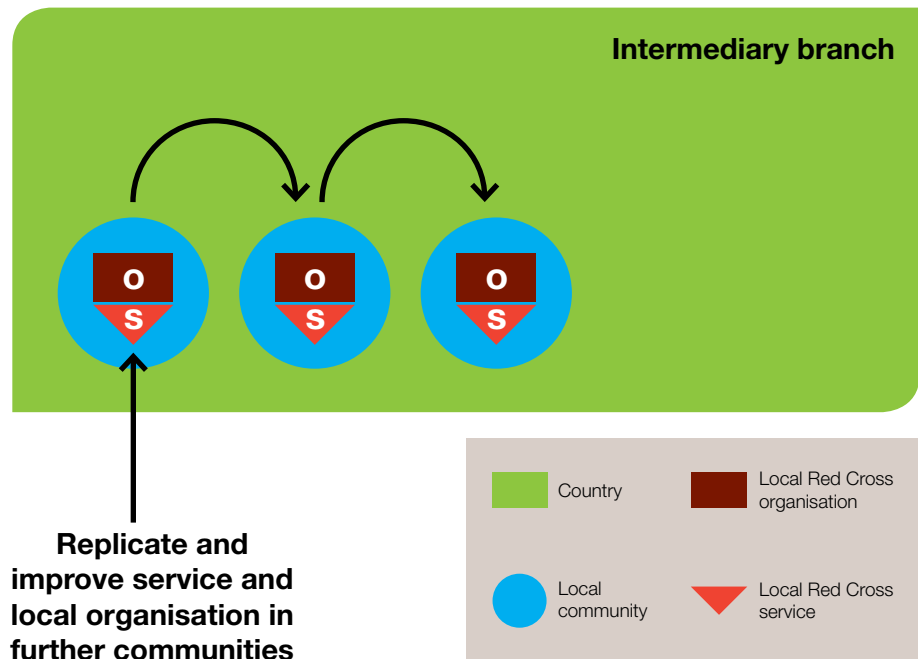 Intermediary branch
O
S
O
S
O
S
Replicate and
improve service and
local organisation in
further communities
Country
Local Red Cross
organisation
Local
community
Local Red Cross
service